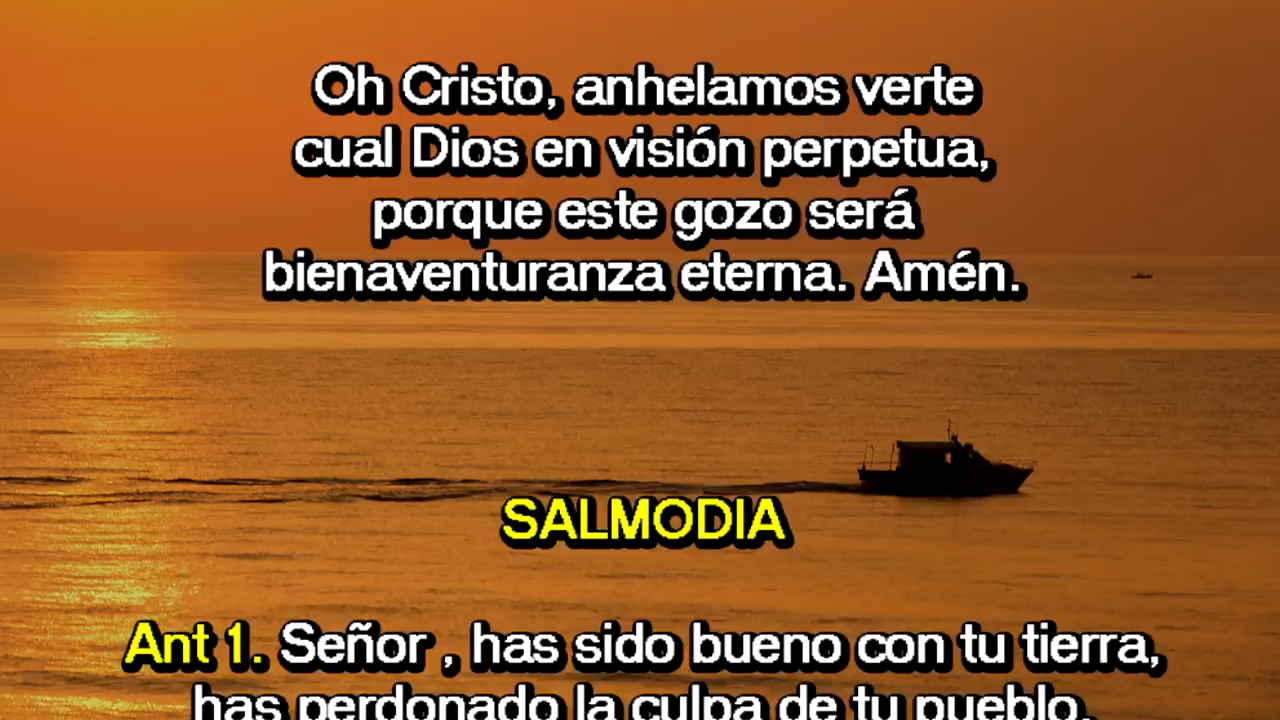 Oh Cristo, anhelamos verte
cual Dios en visión perpetua,
porque este gozo será
bienaventuranza eterna. Amén.
SALMODIA
Ant 1. Señor , has sido bueno con tu tierra,
has perdonado la culpa de tu pueblo.